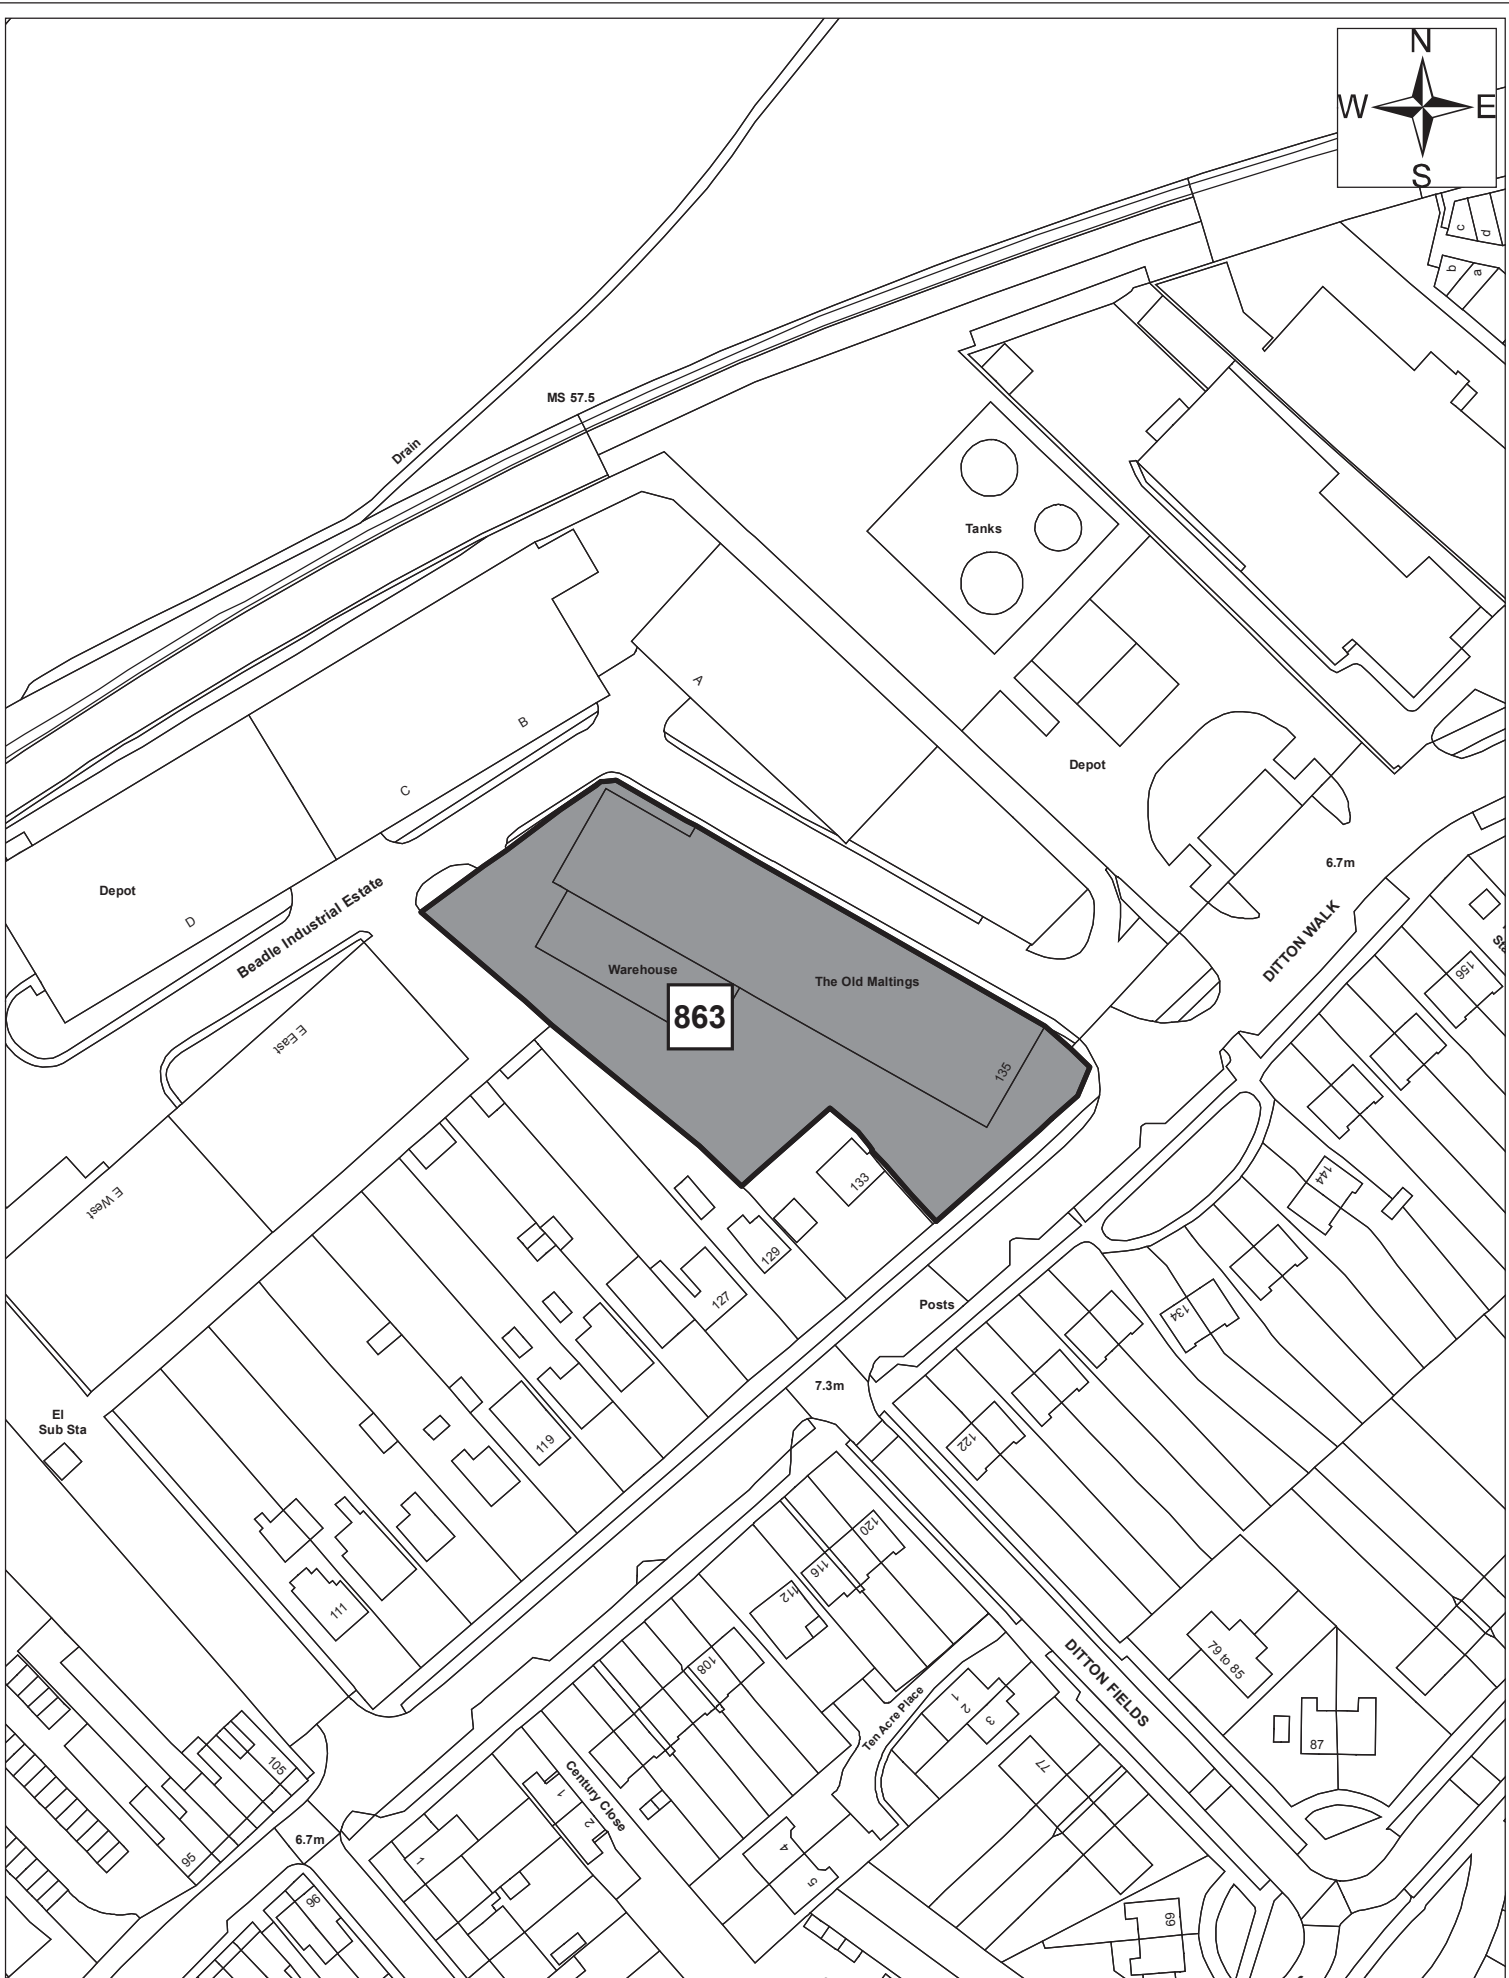 N
W E
S
c
d
b
a
MS 57.5
Drain
Tanks
A
B
Depot
C
6.7m
Depot
D
Beadle Industrial Estate
DITTON WALK
156
Warehouse
The Old Maltings
863
E East
135
E West
133
144
129
127
Posts
134
7.3m
El
Sub Sta
119
122
120
116
112
111
108
DITTON FIELDS
79 to 85
Ten Acre Place
1
2
3
87
77
105
Century Close
1
2
6.7m
95
1
4
5
96
69